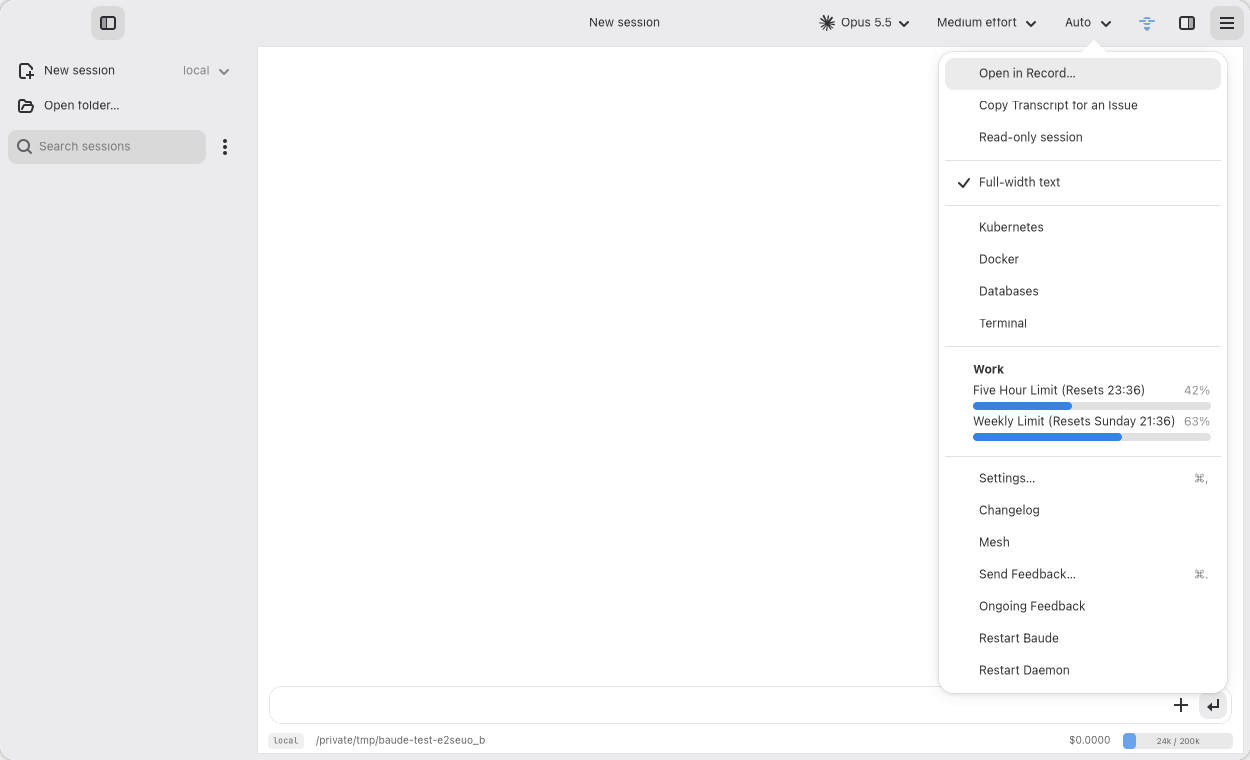 New session
Opus 5.5
Medium effort
Auto
New session
local
Open folder...
Search sessions
Open in Record...
Copy Transcript for an Issue
Read-only session
Full-width text
Kubernetes
Docker
Databases
Terminal
Work
Five Hour Limit (Resets 23:36) 42%
Weekly Limit (Resets Sunday 21:36) 63%
Settings... ⌘,
Changelog
Mesh
Send Feedback... ⌘.
Ongoing Feedback
Restart Baude
Restart Daemon
local /private/tmp/baude-test-e2seuo_b
$0.0000
24k / 200k